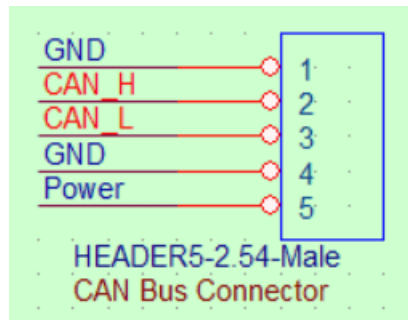 GND 1
CAN_H 2
CAN_L 3
GND 4
Power 5
HEADER5-2.54-Male
CAN Bus Connector